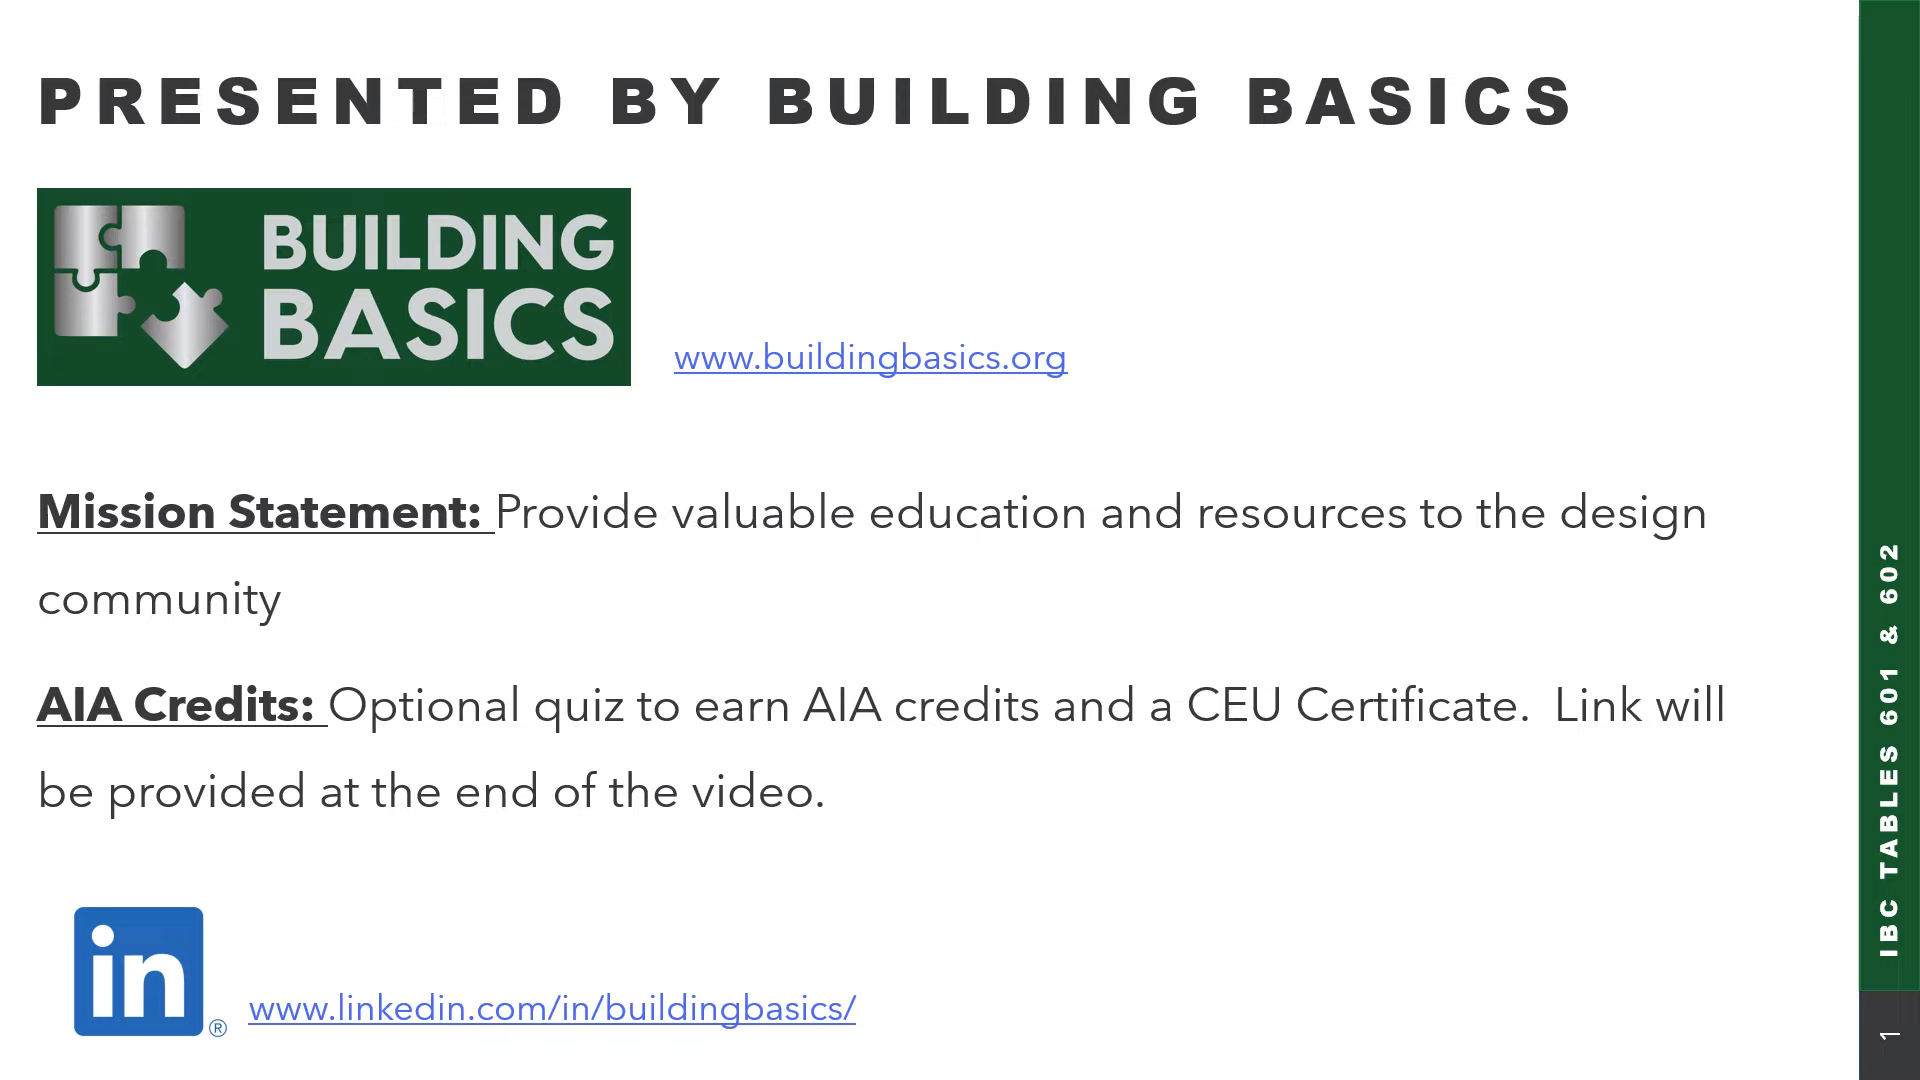 PRESENTED BY BUILDING BASICS
BUILDING
BASICS
www.buildingbasics.org
Mission Statement: Provide valuable education and resources to the design
community
AIA Credits: Optional quiz to earn AIA credits and a CEU Certificate.  Link will
be provided at the end of the video.
in®
www.linkedin.com/in/buildingbasics/
IBC TABLES 601 & 602
1